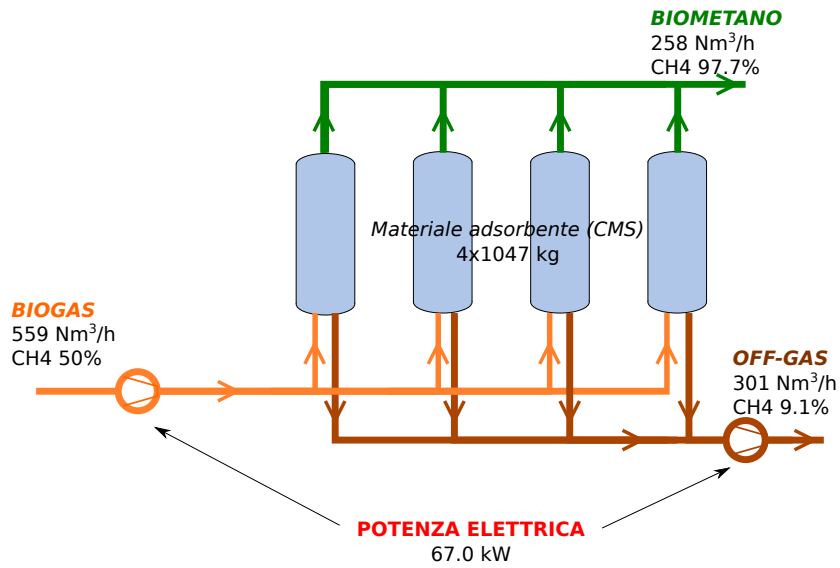 BIOMETANO
258 Nm³/h
CH4 97.7%
Materiale adsorbente (CMS)
4x1047 kg
BIOGAS
559 Nm³/h
CH4 50%
OFF-GAS
301 Nm³/h
CH4 9.1%
POTENZA ELETTRICA
67.0 kW